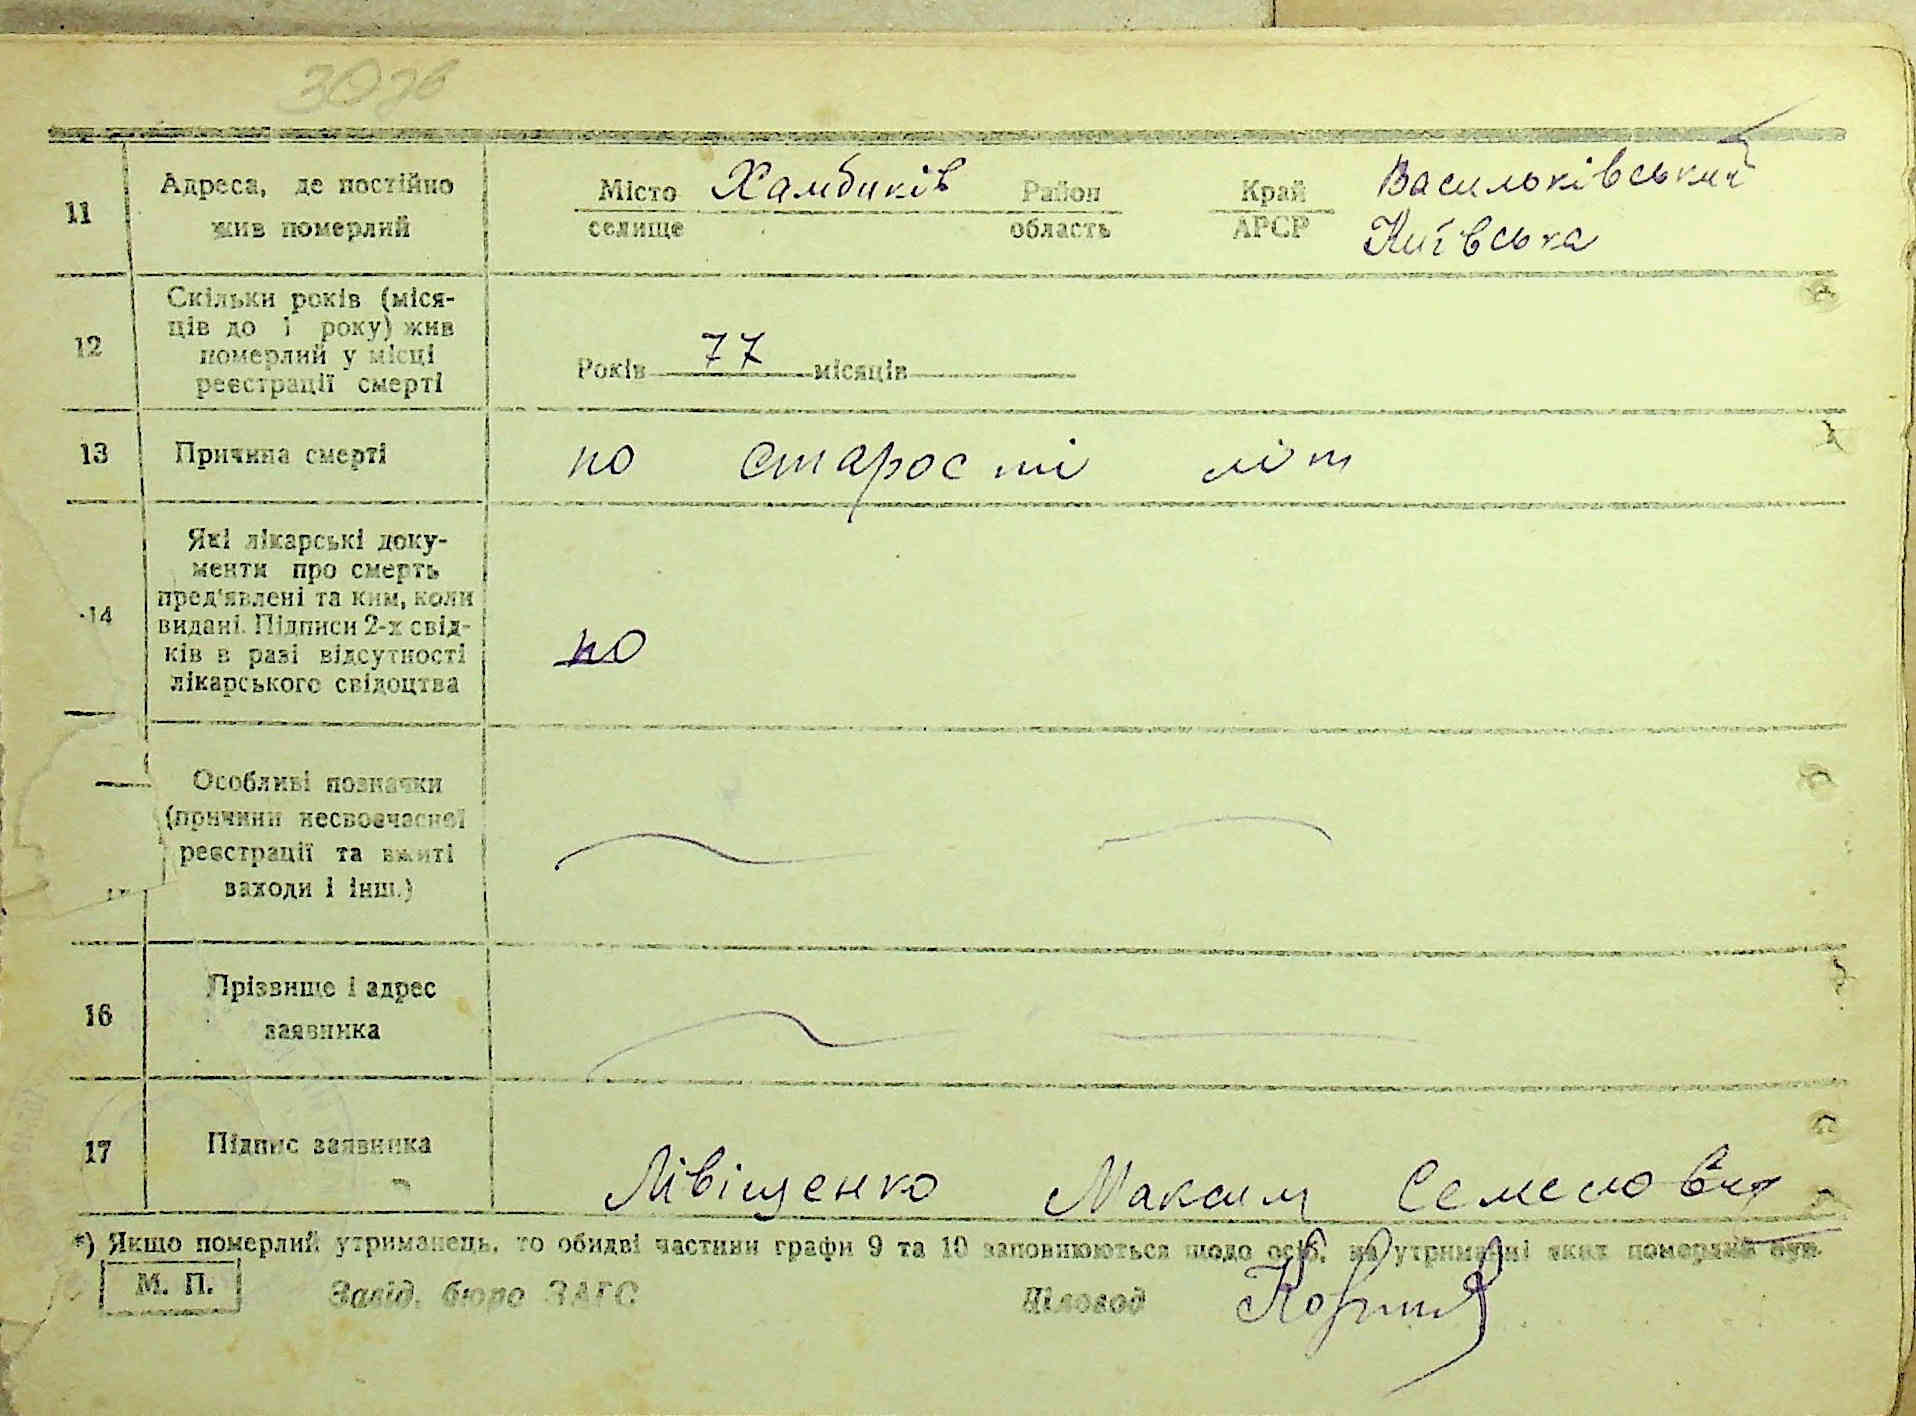 11
Адреса, де постійно
жив померлий
Місто Хамбиків Район Край Васильківський
селище область АРСР Київська
12
Скільки років (міся-
ців до 1 року) жив
померлий у місці
реєстрації смерті
Років 77 місяців
13
Причина смерті
по старості літ
14
Які лікарські доку-
менти про смерть
пред'явлені та ким, коли
видані. Підписи 2-х свід-
ків в разі відсутності
лікарського свідоцтва
по
Особливі позначки
(причини несвоєчасної
реєстрації та вжиті
заходи і інш.)
16
Прізвище і адрес
заявника
17
Підпис заявника
Лівіщенко Максим Семенович
*) Якщо померлий утриманець, то обидві частини графи 9 та 10 заповнюються щодо осіб, на утриманні яких померлий був.
М. П.
Завід. бюро ЗАГС
Діловод